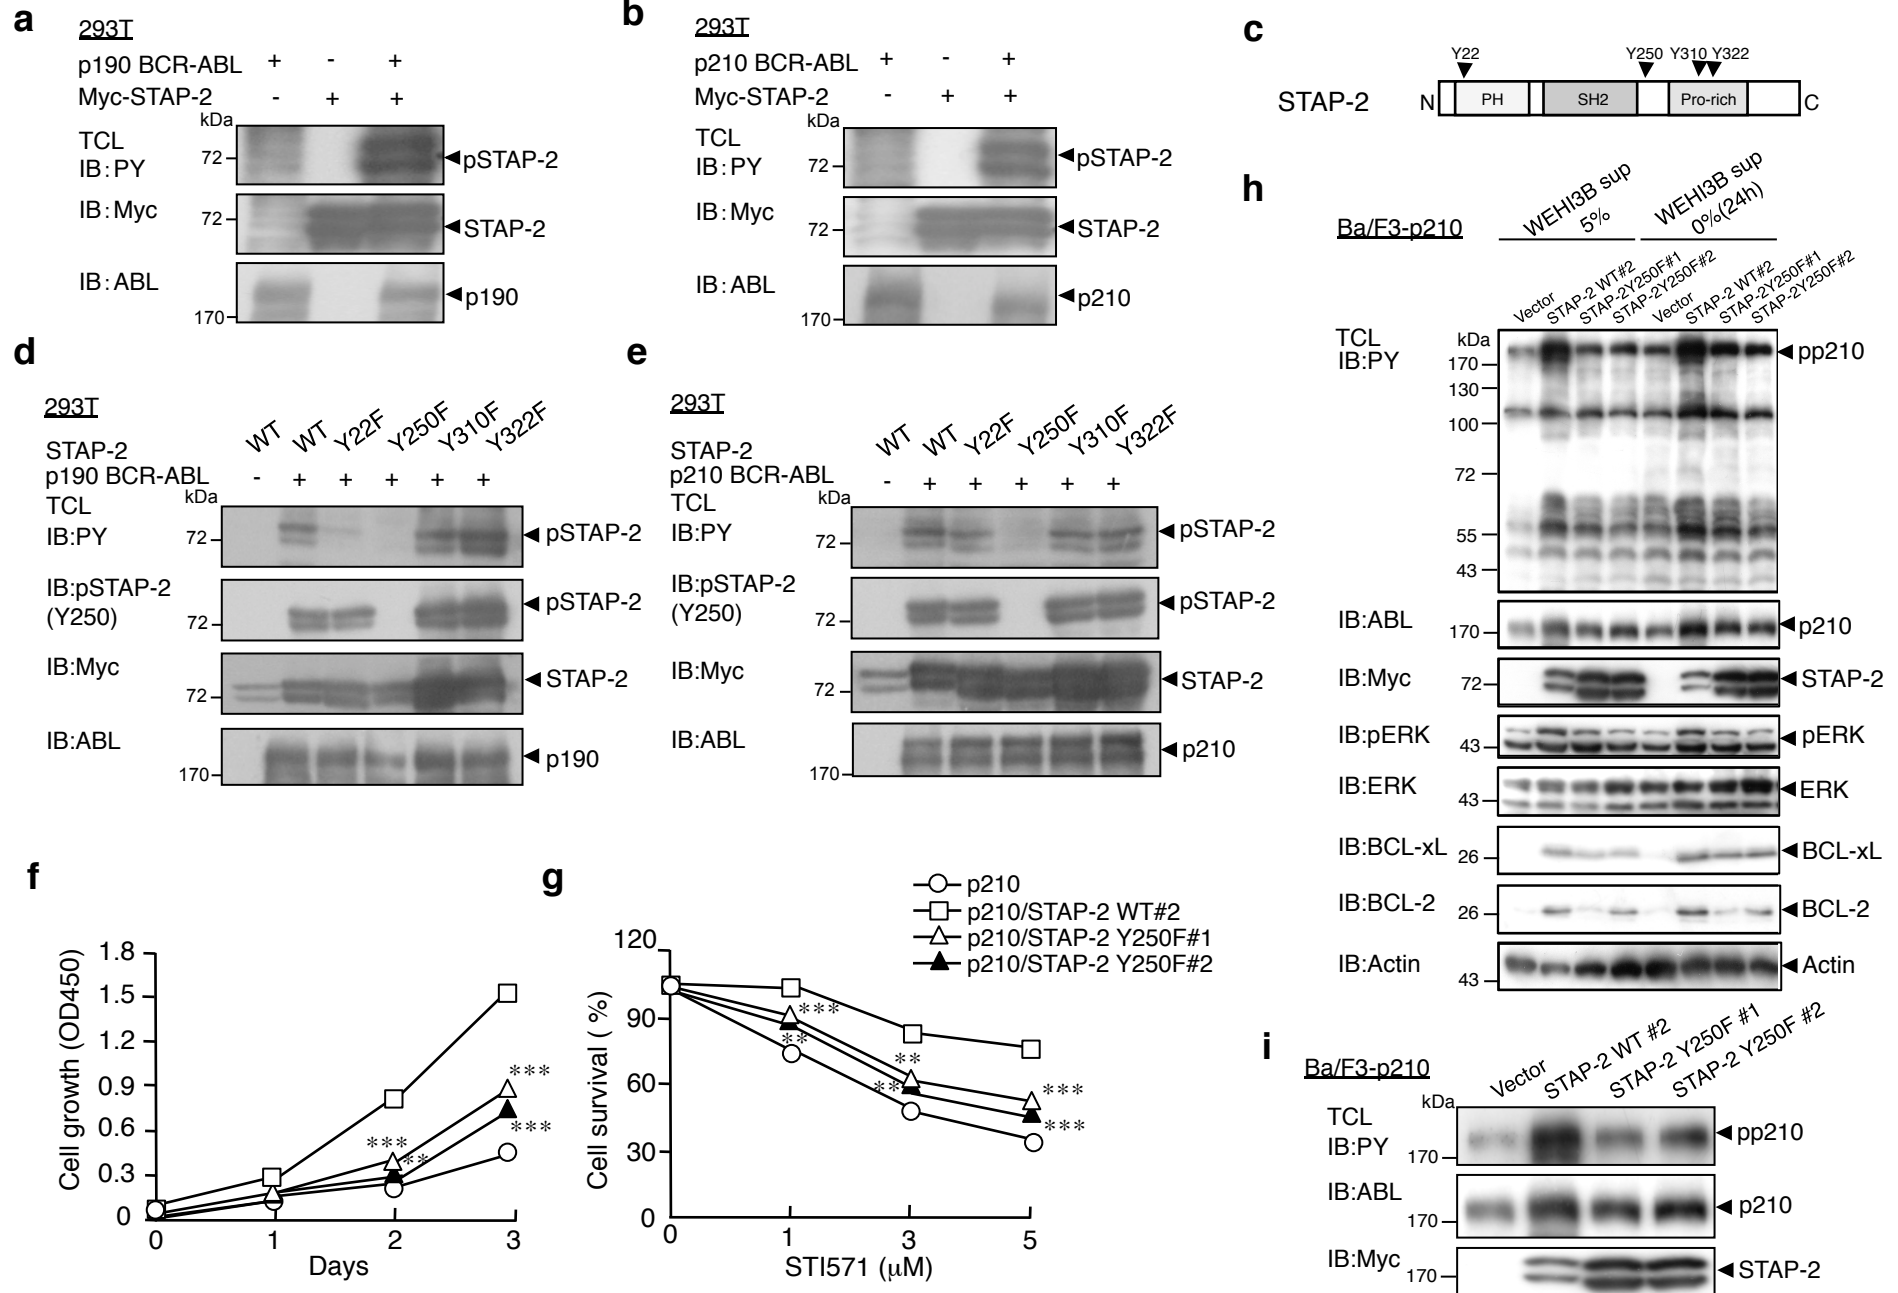 a
293T
p190 BCR-ABL + - +
Myc-STAP-2 - + +
kDa
TCL
IB:PY
72
pSTAP-2
IB:Myc
72
STAP-2
IB:ABL
170
p190
b
293T
p210 BCR-ABL + - +
Myc-STAP-2 - + +
kDa
TCL
IB:PY
72
pSTAP-2
IB:Myc
72
STAP-2
IB:ABL
170
p210
c
Y22 Y250 Y310 Y322
STAP-2 N PH SH2 Pro-rich C
d
293T
STAP-2 WT WT Y22F Y250F Y310F Y322F
p190 BCR-ABL - + + + + +
kDa
TCL
IB:PY
72
pSTAP-2
IB:pSTAP-2
(Y250)
72
pSTAP-2
IB:Myc
72
STAP-2
IB:ABL
170
p190
e
293T
STAP-2 WT WT Y22F Y250F Y310F Y322F
p210 BCR-ABL - + + + + +
kDa
TCL
IB:PY
72
pSTAP-2
IB:pSTAP-2
(Y250)
72
pSTAP-2
IB:Myc
72
STAP-2
IB:ABL
170
p210
f
Cell growth (OD450)
1.8
1.5
1.2
0.9
0.6
0.3
0
***
**
***
***
0 1 2 3
Days
g
p210
p210/STAP-2 WT#2
p210/STAP-2 Y250F#1
p210/STAP-2 Y250F#2
Cell survival ( %)
120
90
60
30
0
***
**
**
**
***
***
0 1 3 5
STI571 (μM)
h
WEHI3B sup
5%
WEHI3B sup
0%(24h)
Ba/F3-p210
Vector STAP-2 WT#2 STAP-2Y250F#1 STAP-2Y250F#2 Vector STAP-2 WT#2 STAP-2Y250F#1 STAP-2Y250F#2
TCL
IB:PY
kDa
170
130
100
72
55
43
pp210
IB:ABL
170
p210
IB:Myc
72
STAP-2
IB:pERK
43
pERK
IB:ERK
43
ERK
IB:BCL-xL
26
BCL-xL
IB:BCL-2
26
BCL-2
IB:Actin
43
Actin
i
Ba/F3-p210
Vector STAP-2 WT #2 STAP-2 Y250F #1 STAP-2 Y250F #2
kDa
TCL
IB:PY
170
pp210
IB:ABL
170
p210
IB:Myc
170
STAP-2